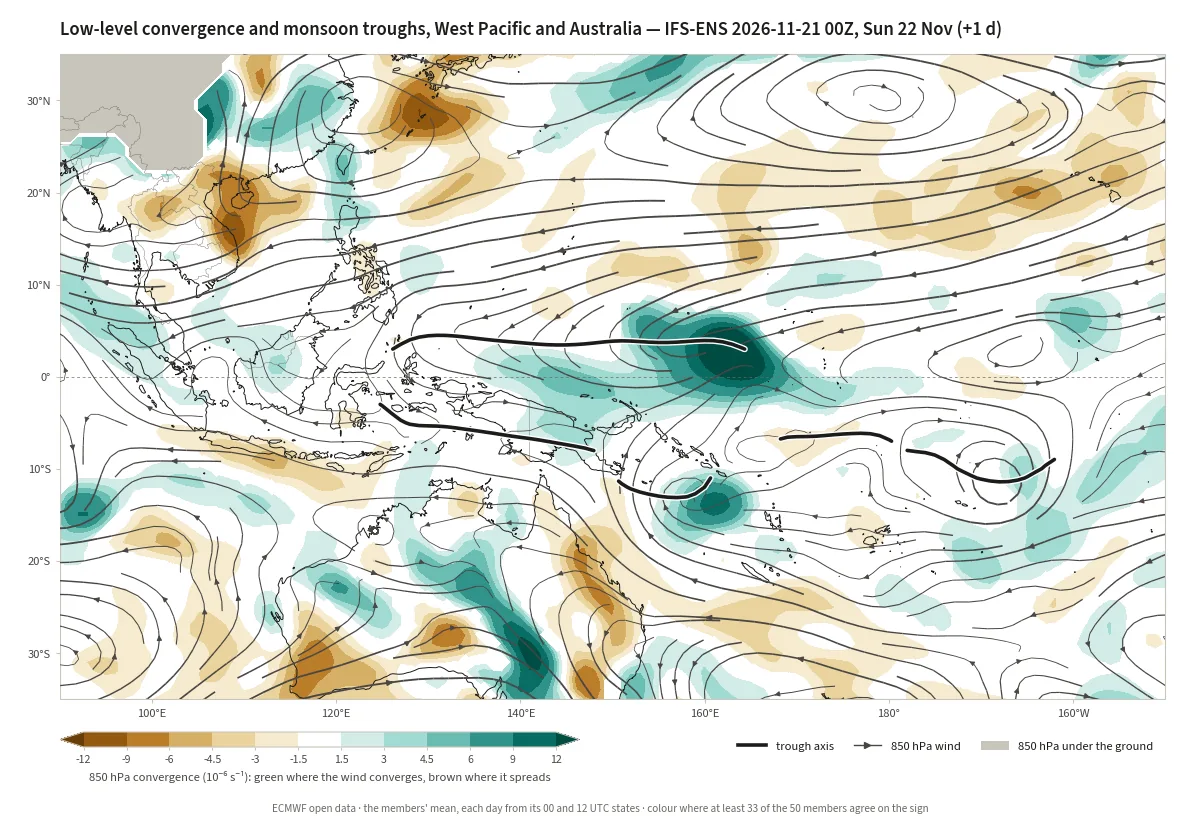 Low-level convergence and monsoon troughs, West Pacific and Australia — IFS-ENS 2026-11-21 00Z, Sun 22 Nov (+1 d)
30°N
20°N
10°N
0°
10°S
20°S
30°S
100°E 120°E 140°E 160°E 180° 160°W
-12 -9 -6 -4.5 -3 -1.5 1.5 3 4.5 6 9 12
850 hPa convergence (10⁻⁶ s⁻¹): green where the wind converges, brown where it spreads
trough axis 850 hPa wind 850 hPa under the ground
ECMWF open data · the members' mean, each day from its 00 and 12 UTC states · colour where at least 33 of the 50 members agree on the sign